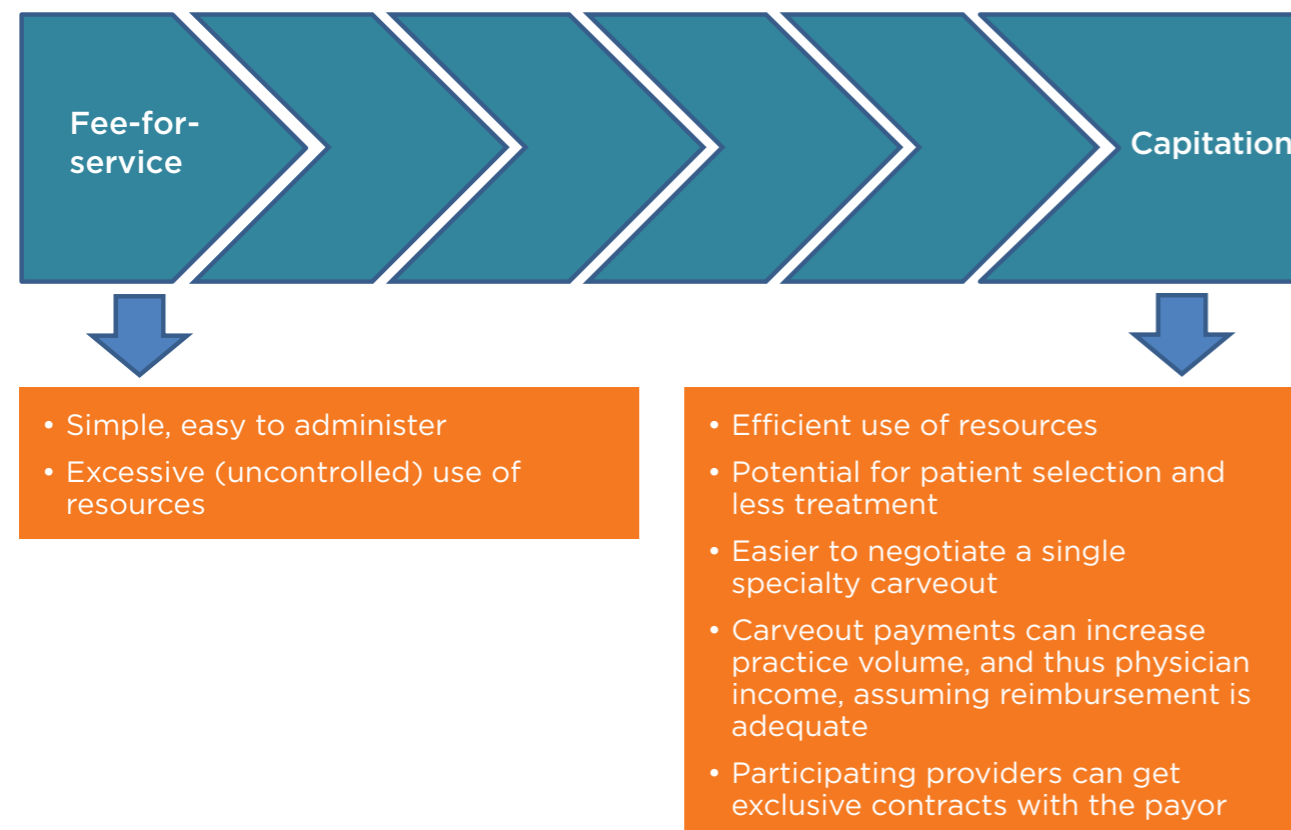 Fee-for-
service
Capitation
• Simple, easy to administer
• Excessive (uncontrolled) use of
resources
• Efficient use of resources
• Potential for patient selection and
less treatment
• Easier to negotiate a single
specialty carveout
• Carveout payments can increase
practice volume, and thus physician
income, assuming reimbursement is
adequate
• Participating providers can get
exclusive contracts with the payor